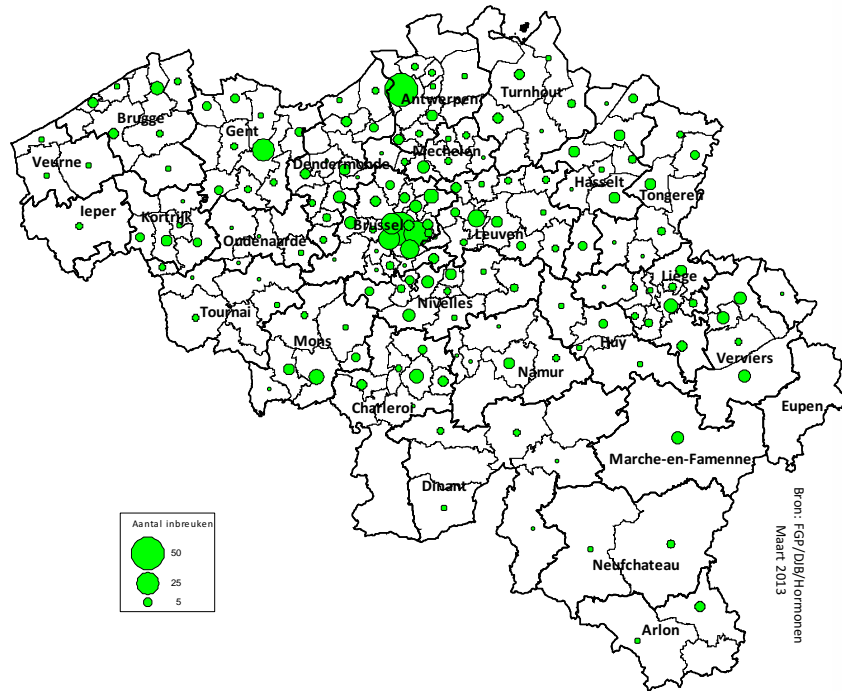 Antwerpen
Turnhout
Brugge
Gent
Mechelen
Veurne
Dendermonde
Hasselt
Tongeren
Ieper
Kortrijk
Oudenaarde
Brussel
Leuven
Liège
Tournai
Nivelles
Mons
Huy
Verviers
Namur
Charleroi
Eupen
Marche-en-Famenne
Dinant
Neufchateau
Arlon
Aantal inbreuken
50
25
5
Bron: FGP/DJB/Hormonen
Maart 2013